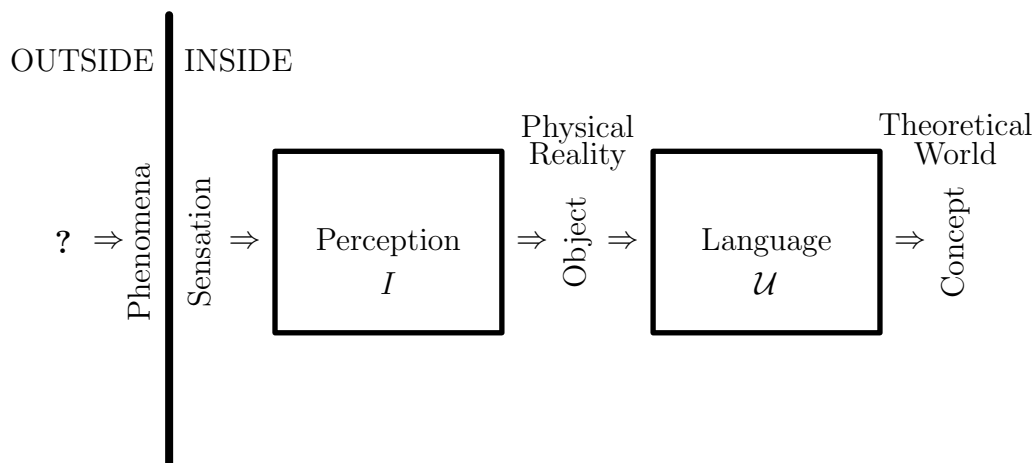 OUTSIDE
INSIDE
?
⇒
Phenomena
Sensation
⇒
Perception
I
⇒
Physical
Reality
Object
⇒
Language
𝒰
⇒
Theoretical
World
Concept